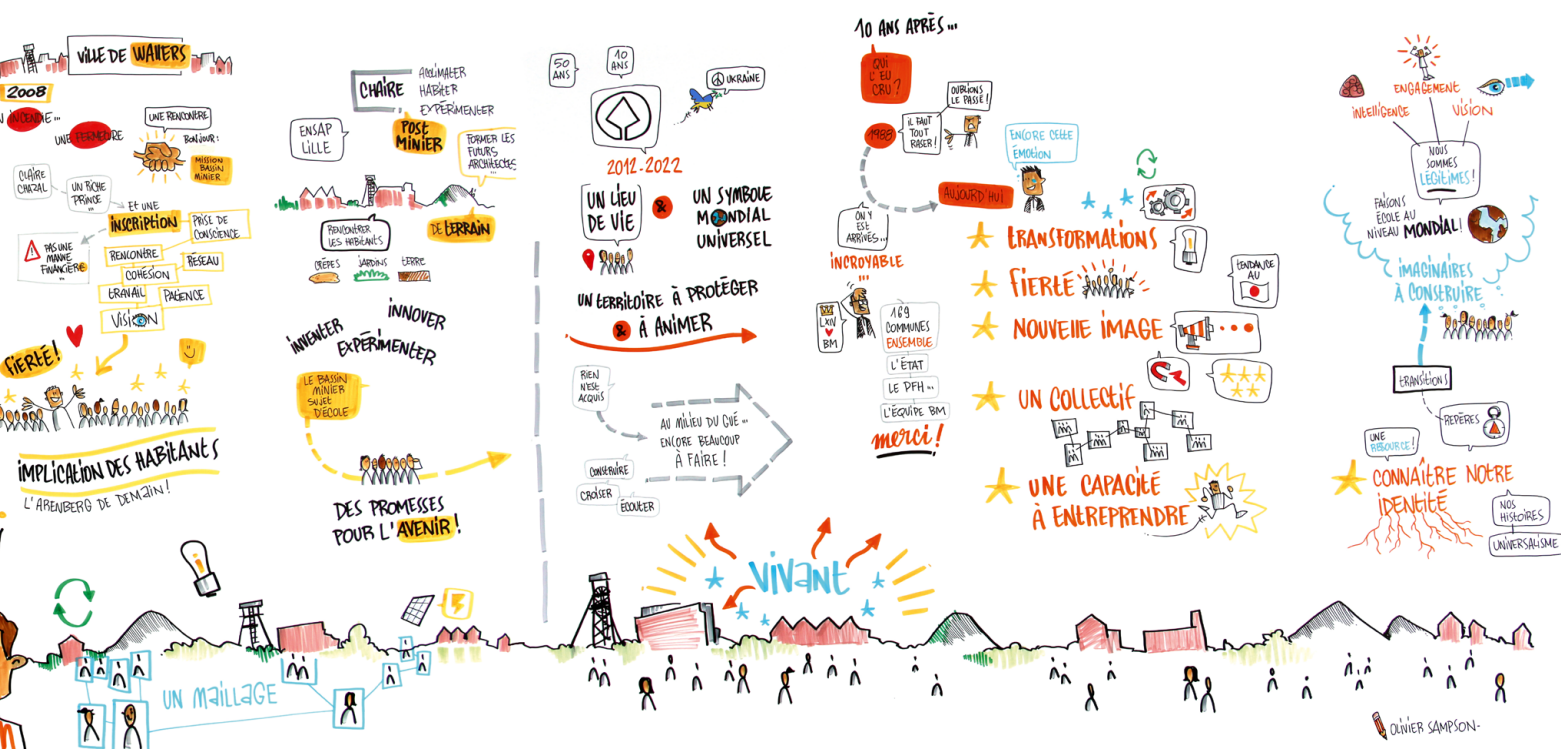 VILLE DE WALLERS
2008
INCENDIE...
UNE FERMETURE
UNE RENCONTRE
BONJOUR:
MISSION
BASSIN
MINIER
CLAIRE
CHAZAL
UN RICHE
PRINCE
...
ET UNE
INSCRIPTION
PRISE DE
CONSCIENCE
PAS UNE
MANNE
FINANCIÈRE
RENCONTRE
RESEAU
COHÉSION
TRAVAIL
PATIENCE
VISION
FIERTÉ!
IMPLICATION DES HABITANTS
L'ARENBERG DE DEMAIN!
CHAIRE
ACCLIMATER
HABITER
EXPÉRIMENTER
ENSAP
LILLE
POST
MINIER
FORMER LES
FUTURS
ARCHITECTES
...
RENCONTRER
LES HABITANTS
DE TERRAIN
CRÊPES
JARDINS
TERRE
INVENTER
INNOVER
EXPÉRIMENTER
LE BASSIN
MINIER
SUJET
D'ÉCOLE
DES PROMESSES
POUR L'AVENIR!
50
ANS
10
ANS
UKRAINE
2012-2022
UN LIEU
DE VIE
&
UN SYMBOLE
MONDIAL
UNIVERSEL
UN TERRITOIRE À PROTÉGER
& À ANIMER
RIEN
N'EST
ACQUIS
AU MILIEU DU GUÉ...
ENCORE BEAUCOUP
À FAIRE!
CONSTRUIRE
CROISER
ÉCOUTER
10 ANS APRÈS...
QUI
L'EU
CRU?
OUBLIONS
LE PASSÉ!
1988
IL FAUT
TOUT
RASER!
ENCORE CETTE
ÉMOTION
AUJOURD'HUI
ON Y
EST
ARRIVÉS...
INCROYABLE
...
LXIV
BM
169
COMMUNES
ENSEMBLE
L'ÉTAT
LE PFH...
L'ÉQUIPE BM
MERCI!
TRANSFORMATIONS
FIERTÉ
TENDANCE
AU
NOUVELLE IMAGE
UN COLLECTIF
UNE CAPACITÉ
À ENTREPRENDRE
ENGAGEMENT
INTELLIGENCE
VISION
NOUS
SOMMES
LÉGITIMES!
FAISONS
ÉCOLE AU
NIVEAU MONDIAL!
IMAGINAIRES
À CONSTRUIRE
TRANSITIONS
REPÈRES
UNE
RESSOURCE!
CONNAÎTRE NOTRE
IDENTITÉ
NOS
HISTOIRES
UNIVERSALISME
VIVANT
UN MAILLAGE
OLIVIER SAMPSON-